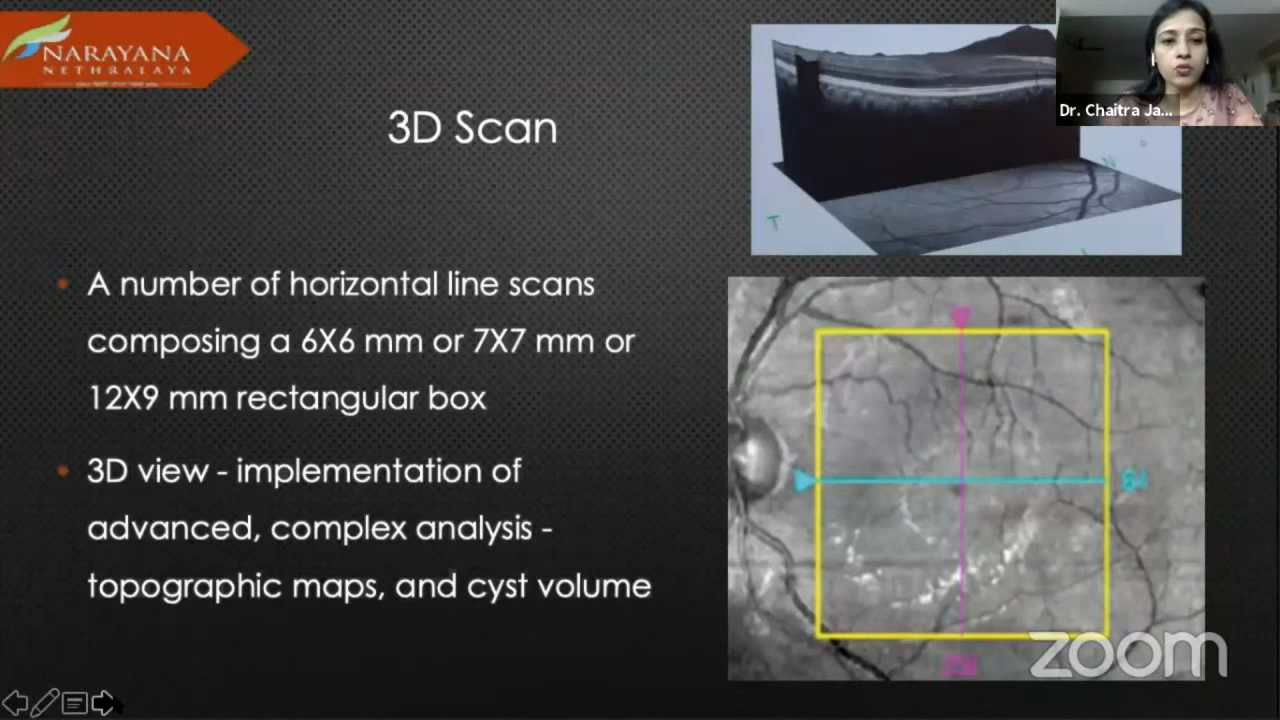 NARAYANA
NETHRALAYA
Dr. Chaitra Ja...
3D Scan
T
N
• A number of horizontal line scans
composing a 6X6 mm or 7X7 mm or
12X9 mm rectangular box
• 3D view - implementation of
advanced, complex analysis -
topographic maps, and cyst volume
zoom